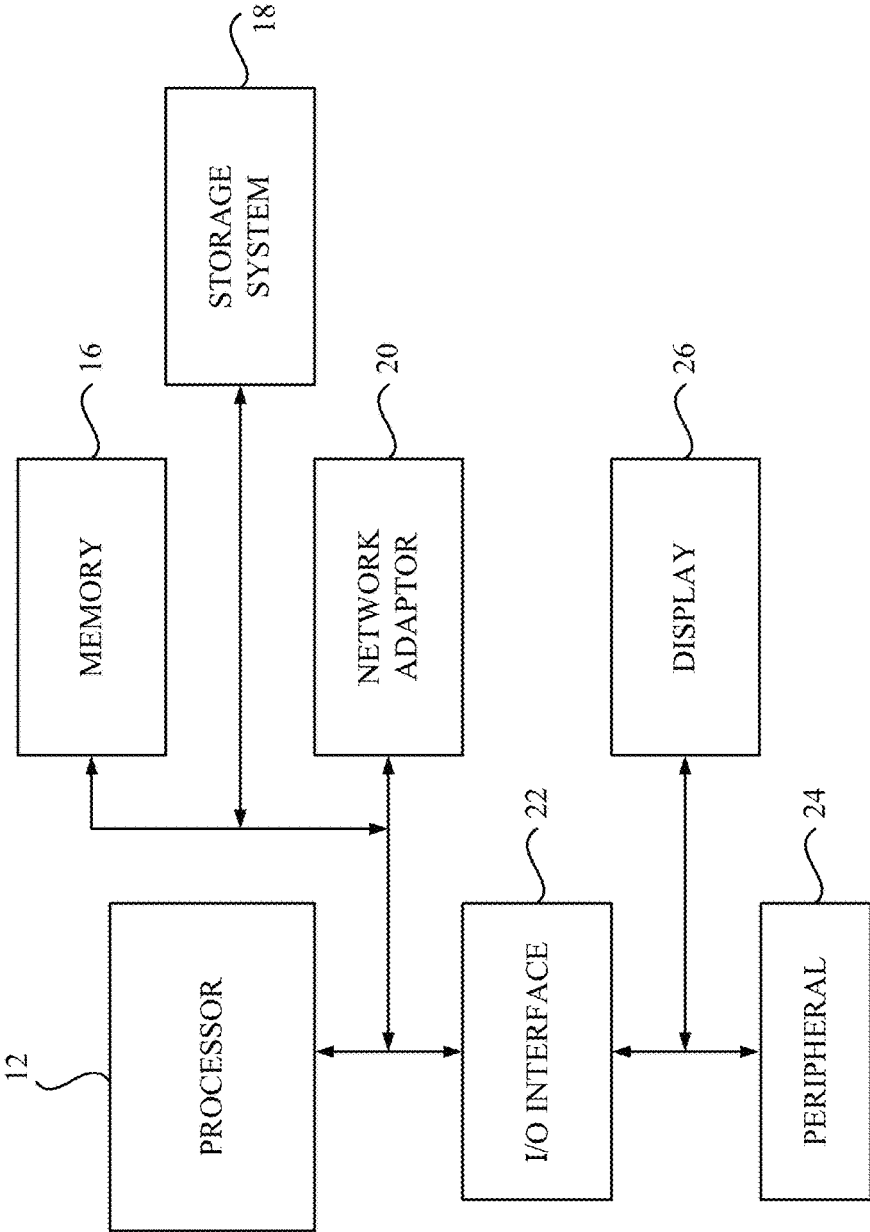 12
PROCESSOR
I/O INTERFACE
22
PERIPHERAL
24
MEMORY
16
NETWORK
ADAPTOR
20
DISPLAY
26
STORAGE
SYSTEM
18